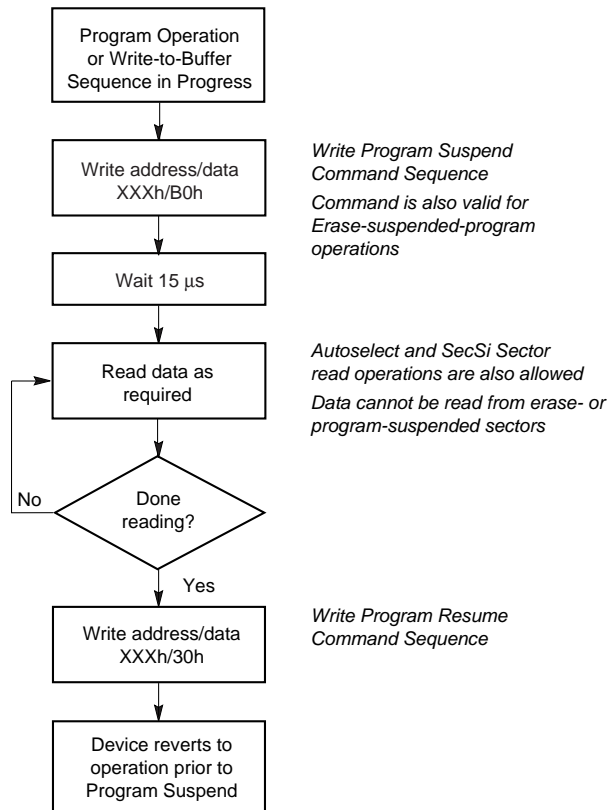 Program Operation
or Write-to-Buffer
Sequence in Progress
Write address/data
XXXh/B0h
Write Program Suspend
Command Sequence
Command is also valid for
Erase-suspended-program
operations
Wait 15 μs
Read data as
required
Autoselect and SecSi Sector
read operations are also allowed
Data cannot be read from erase- or
program-suspended sectors
No
Done
reading?
Yes
Write address/data
XXXh/30h
Write Program Resume
Command Sequence
Device reverts to
operation prior to
Program Suspend